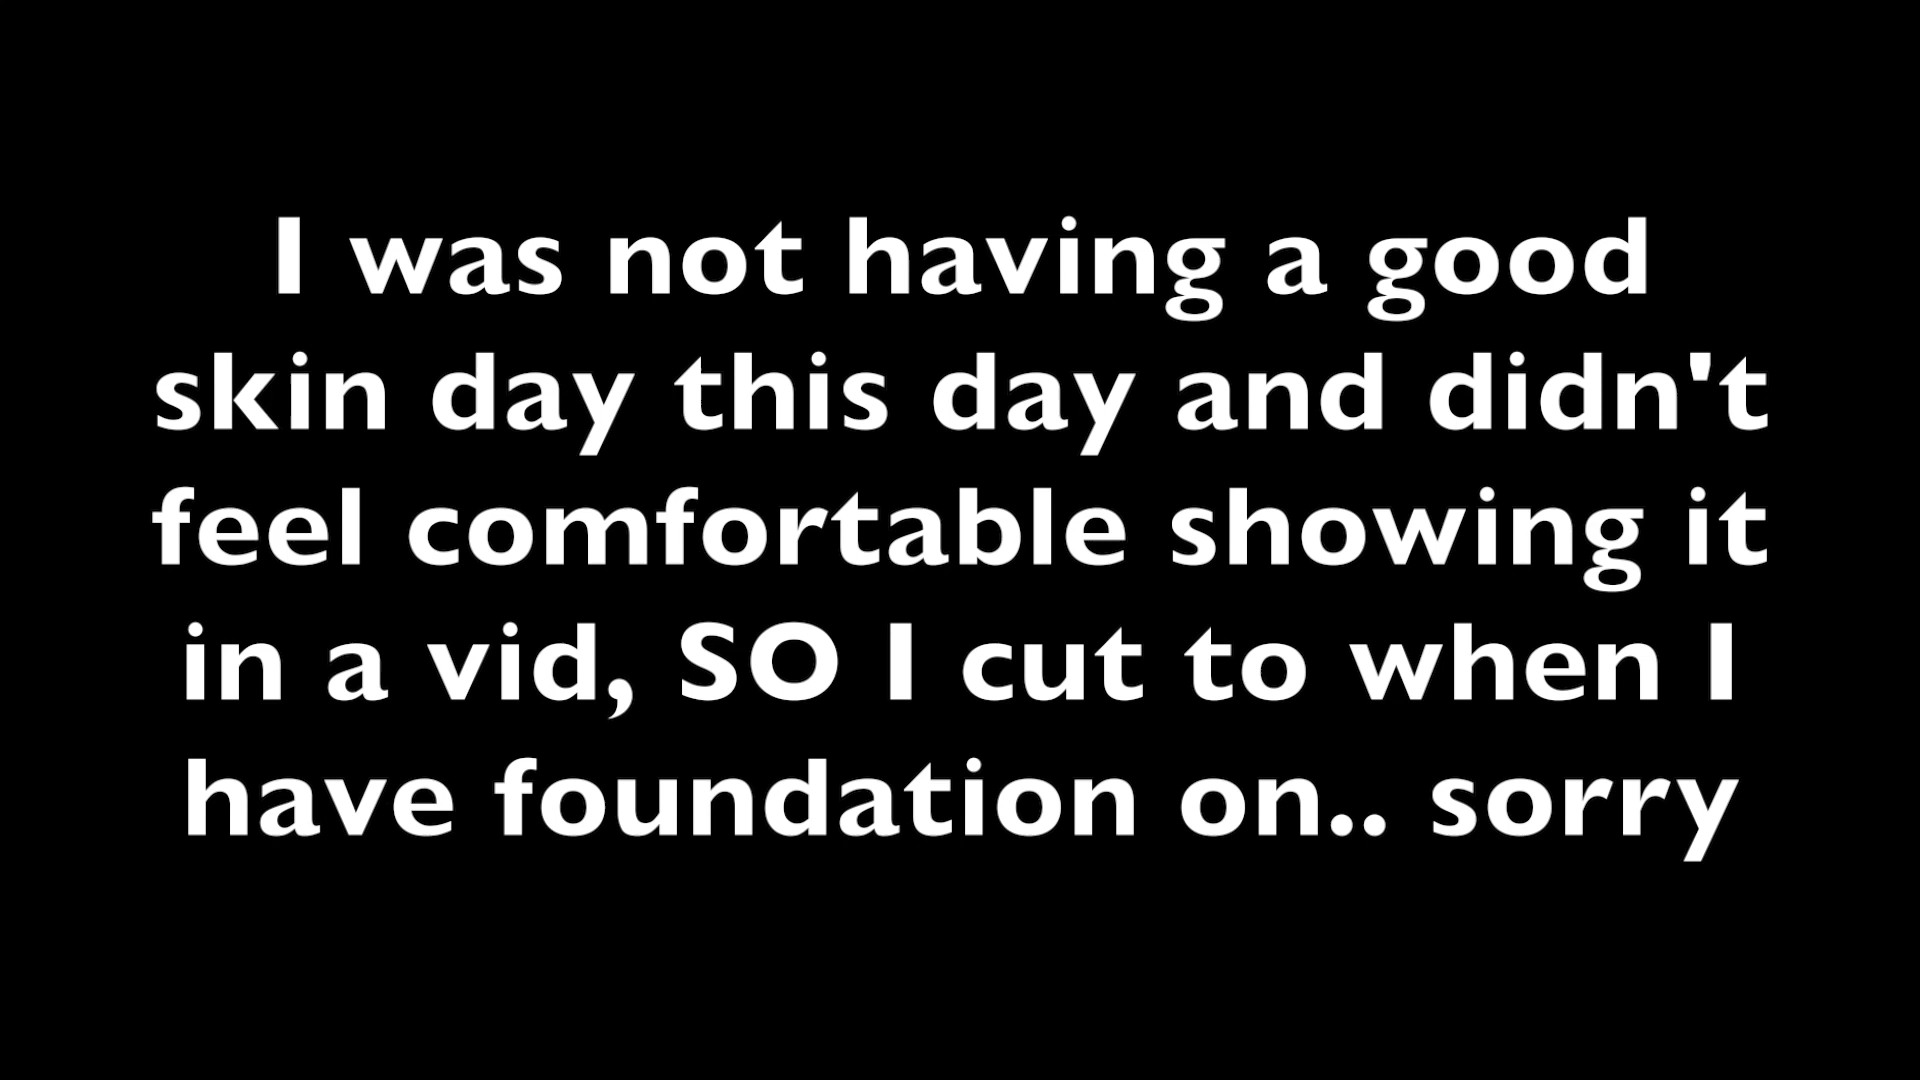 I was not having a good
skin day this day and didn't
feel comfortable showing it
in a vid, SO I cut to when I
have foundation on.. sorry